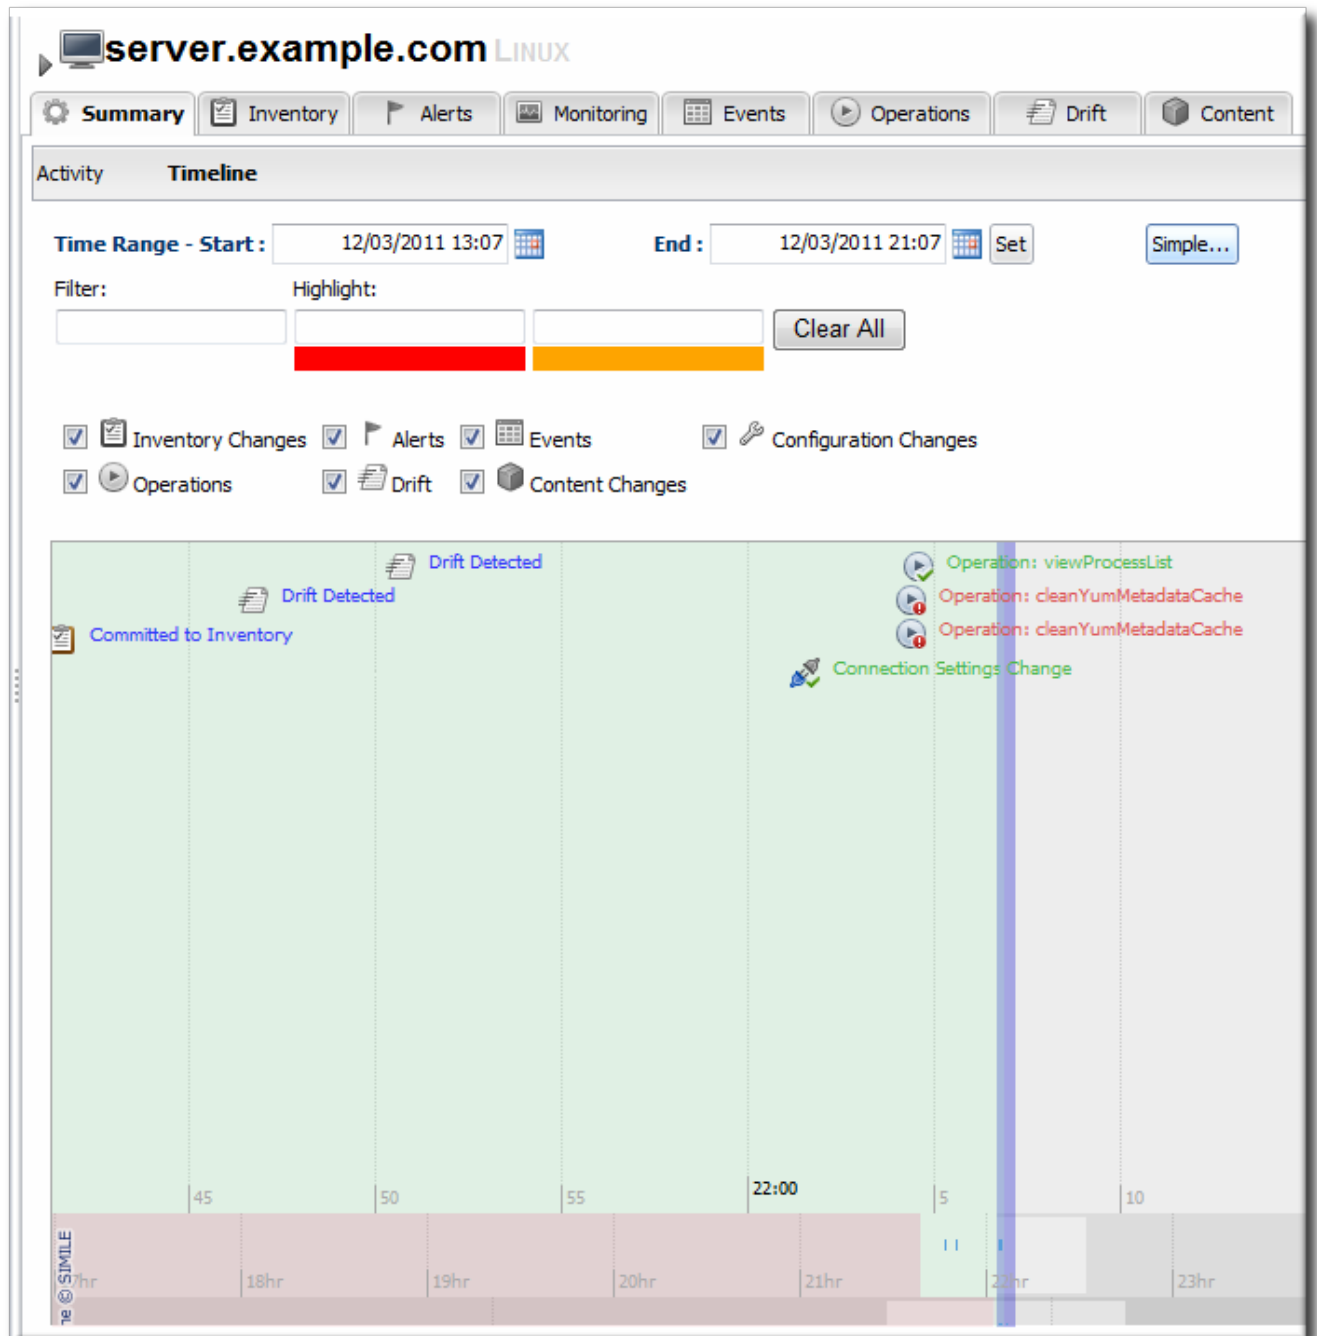 server.example.com LINUX
Summary Inventory Alerts Monitoring Events Operations Drift Content
Activity Timeline
Time Range - Start : 12/03/2011 13:07 End : 12/03/2011 21:07 Set Simple...
Filter: Highlight:
Clear All
Inventory Changes Alerts Events Configuration Changes
Operations Drift Content Changes
Drift Detected Operation: viewProcessList
Drift Detected Operation: cleanYumMetadataCache
Committed to Inventory Operation: cleanYumMetadataCache
Connection Settings Change
45 50 55 22:00 5 10
7hr 18hr 19hr 20hr 21hr 22hr 23hr
ne © SIMILE